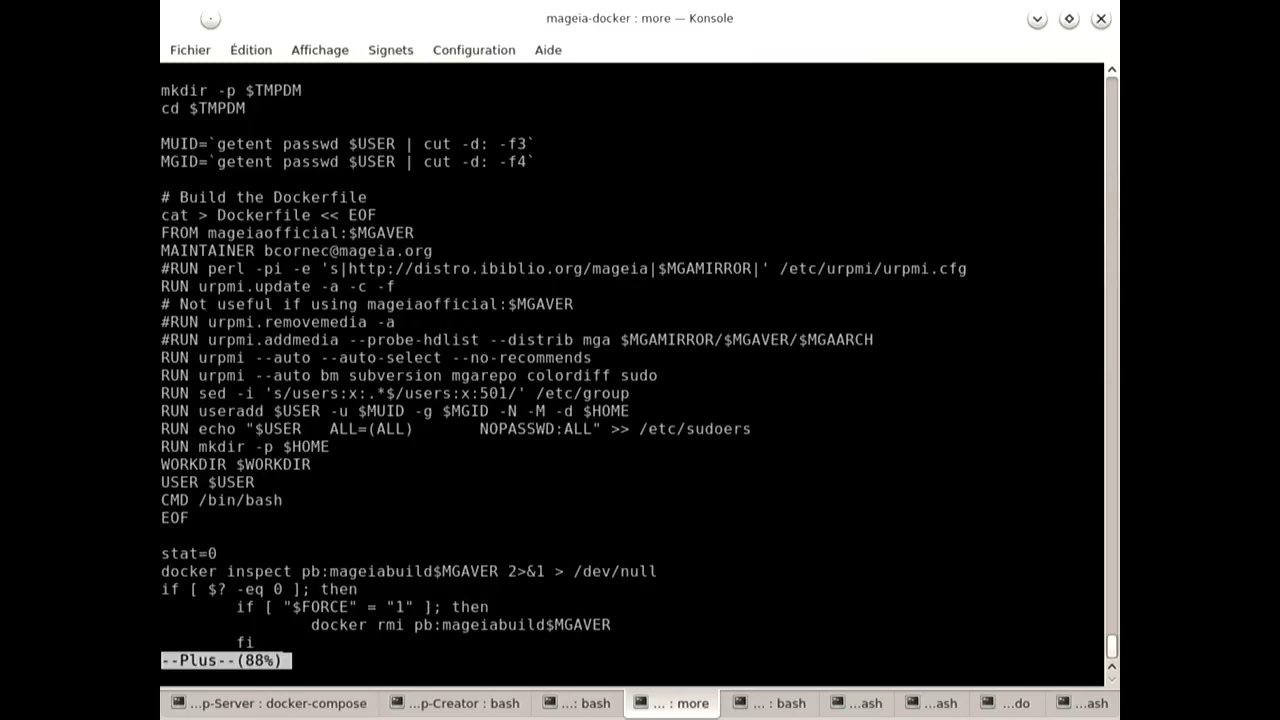 mageia-docker : more — Konsole
Fichier Édition Affichage Signets Configuration Aide
mkdir -p $TMPDM
cd $TMPDM
MUID=`getent passwd $USER | cut -d: -f3`
MGID=`getent passwd $USER | cut -d: -f4`
# Build the Dockerfile
cat > Dockerfile << EOF
FROM mageiaofficial:$MGAVER
MAINTAINER bcornec@mageia.org
#RUN perl -pi -e 's|http://distro.ibiblio.org/mageia|$MGAMIRROR|' /etc/urpmi/urpmi.cfg
RUN urpmi.update -a -c -f
# Not useful if using mageiaofficial:$MGAVER
#RUN urpmi.removemedia -a
#RUN urpmi.addmedia --probe-hdlist --distrib mga $MGAMIRROR/$MGAVER/$MGAARCH
RUN urpmi --auto --auto-select --no-recommends
RUN urpmi --auto bm subversion mgarepo colordiff sudo
RUN sed -i 's/users:x:.*$/users:x:501/' /etc/group
RUN useradd $USER -u $MUID -g $MGID -N -M -d $HOME
RUN echo "$USER   ALL=(ALL)       NOPASSWD:ALL" >> /etc/sudoers
RUN mkdir -p $HOME
WORKDIR $WORKDIR
USER $USER
CMD /bin/bash
EOF
stat=0
docker inspect pb:mageiabuild$MGAVER 2>&1 > /dev/null
if [ $? -eq 0 ]; then
        if [ "$FORCE" = "1" ]; then
                docker rmi pb:mageiabuild$MGAVER
        fi
--Plus--(88%)
...p-Server : docker-compose ...p-Creator : bash ...: bash ... : more ... : bash ...ash ...ash ...do ...ash